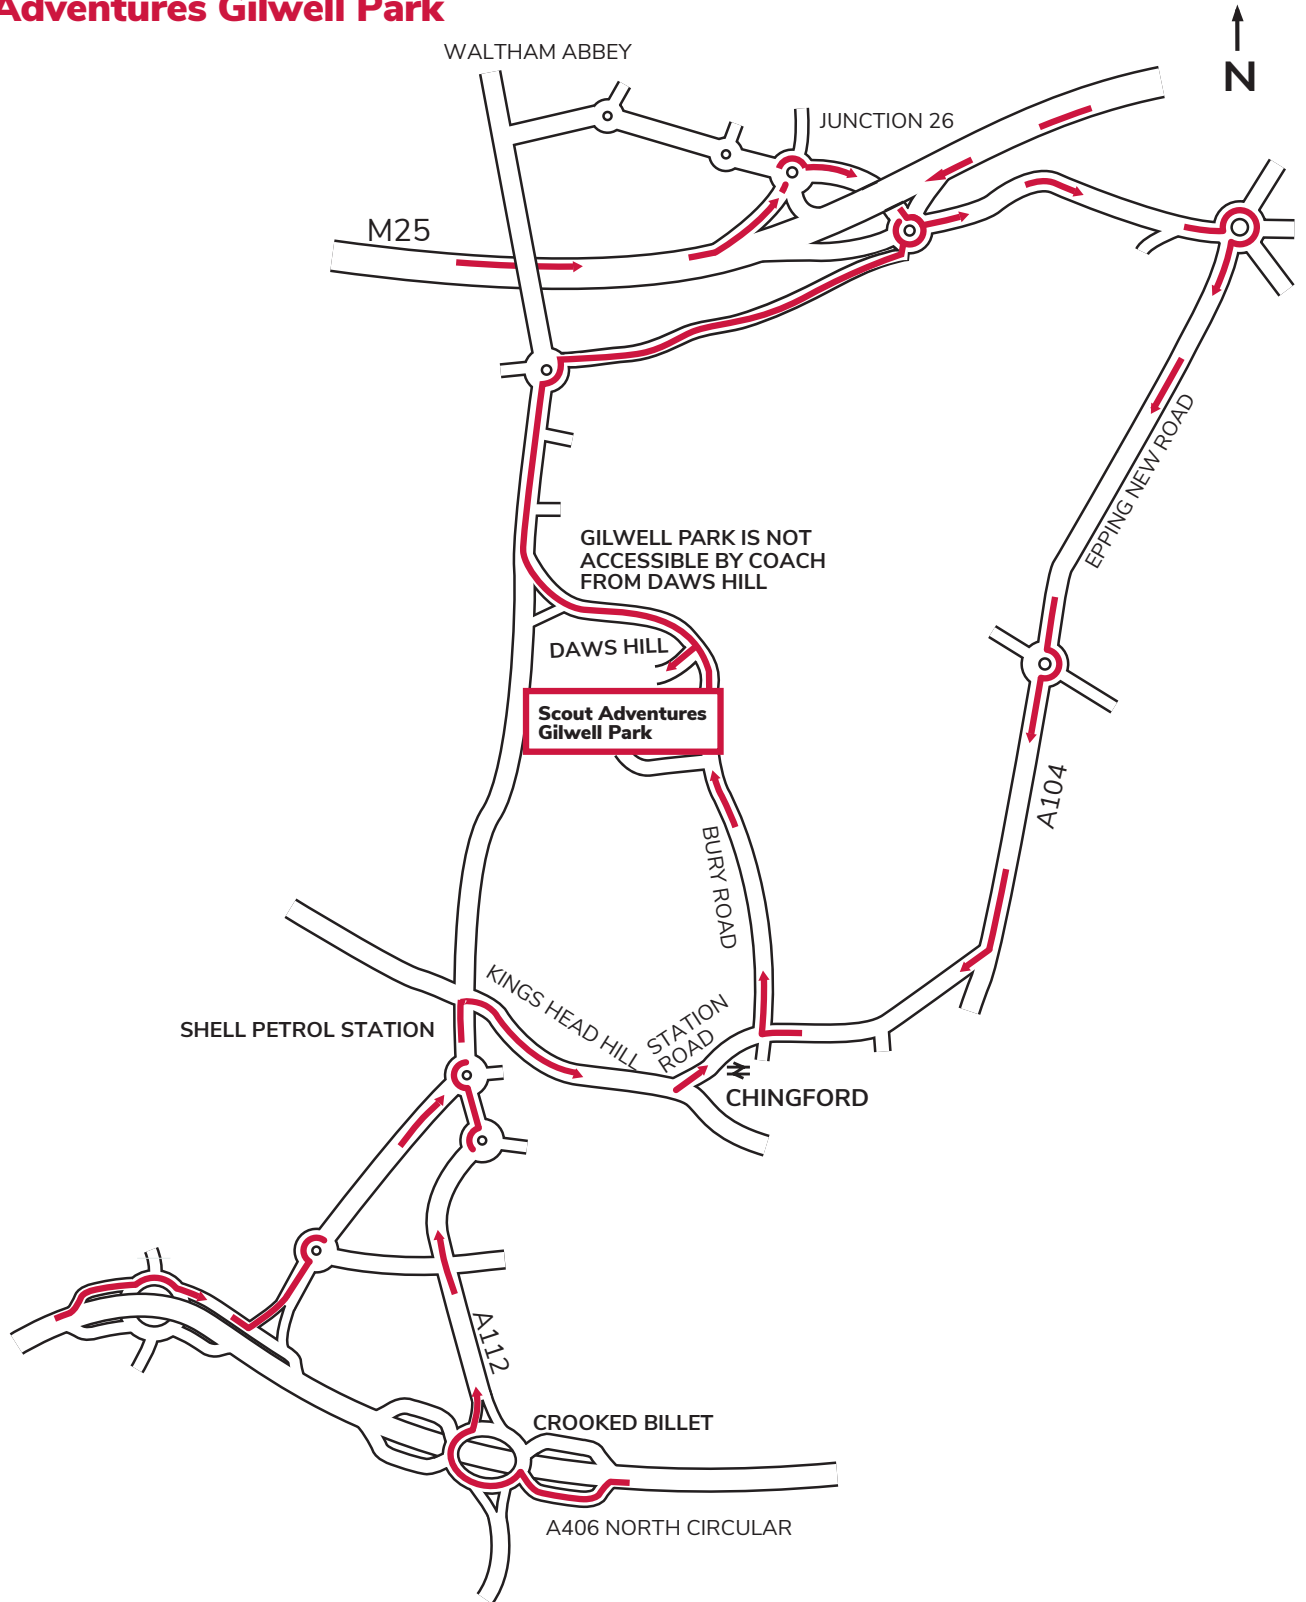 Adventures Gilwell Park
N
WALTHAM ABBEY
JUNCTION 26
M25
EPPING NEW ROAD
GILWELL PARK IS NOT
ACCESSIBLE BY COACH
FROM DAWS HILL
DAWS HILL
Scout Adventures
Gilwell Park
A104
BURY ROAD
KINGS HEAD HILL
STATION
ROAD
SHELL PETROL STATION
CHINGFORD
A112
CROOKED BILLET
A406 NORTH CIRCULAR